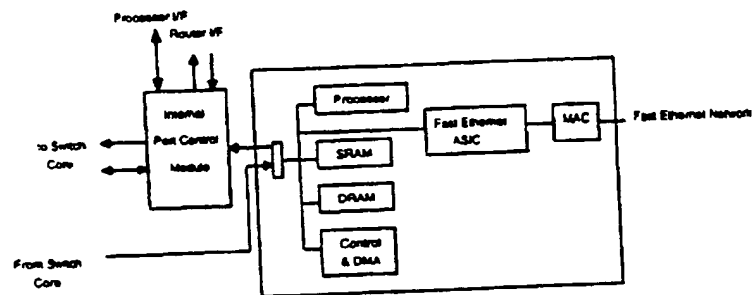 Processor I/F
Router I/F
Internal
Port Control
Module
to Switch
Core
From Switch
Core
Processor
SRAM
DRAM
Control
& DMA
Fast Ethernet
ASIC
MAC
Fast Ethernet Network